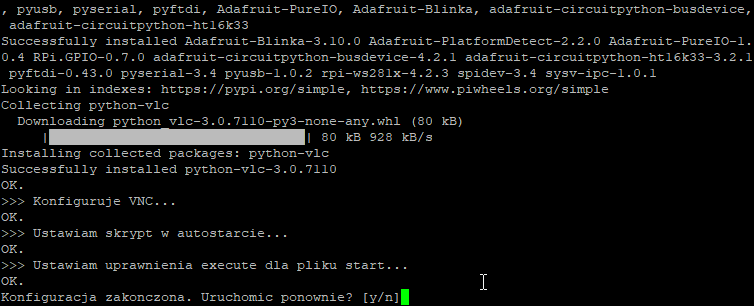 , pyusb, pyserial, pyftdi, Adafruit-PureIO, Adafruit-Blinka, adafruit-circuitpython-busdevice,
adafruit-circuitpython-ht16k33
Successfully installed Adafruit-Blinka-3.10.0 Adafruit-PlatformDetect-2.2.0 Adafruit-PureIO-1.
0.4 RPi.GPIO-0.7.0 adafruit-circuitpython-busdevice-4.2.1 adafruit-circuitpython-ht16k33-3.2.1
pyftdi-0.43.0 pyserial-3.4 pyusb-1.0.2 rpi-ws281x-4.2.3 spidev-3.4 sysv-ipc-1.0.1
Looking in indexes: https://pypi.org/simple, https://www.piwheels.org/simple
Collecting python-vlc
Downloading python_vlc-3.0.7110-py3-none-any.whl (80 kB)
|████████████████████████████████| 80 kB 928 kB/s
Installing collected packages: python-vlc
Successfully installed python-vlc-3.0.7110
OK.
>>> Konfiguruje VNC...
OK.
>>> Ustawiam skrypt w autostarcie...
OK.
>>> Ustawiam uprawnienia execute dla pliku start...
OK.
Konfiguracja zakonczona. Uruchomic ponownie? [y/n]